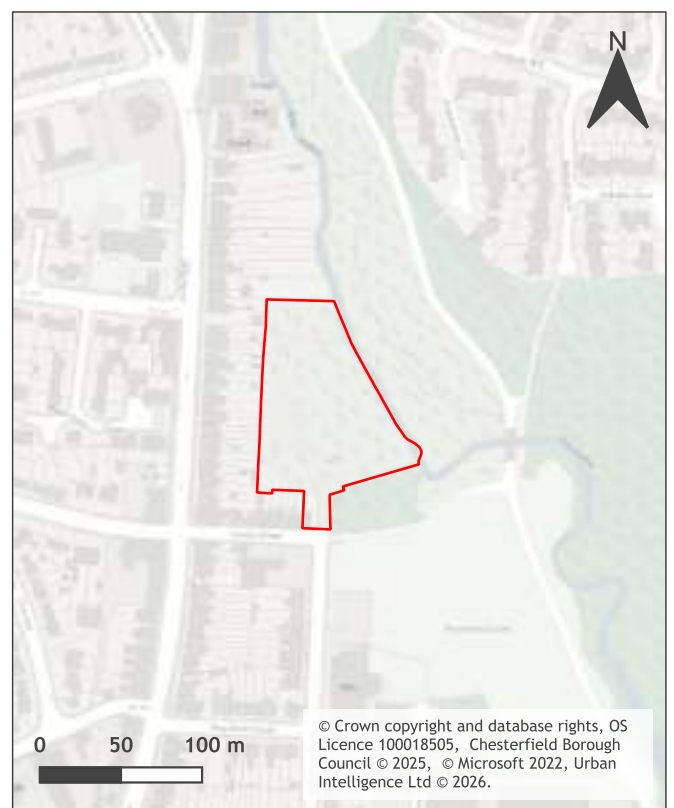 N
0 50 100 m
© Crown copyright and database rights, OS
Licence 100018505, Chesterfield Borough
Council © 2025, © Microsoft 2022, Urban
Intelligence Ltd © 2026.